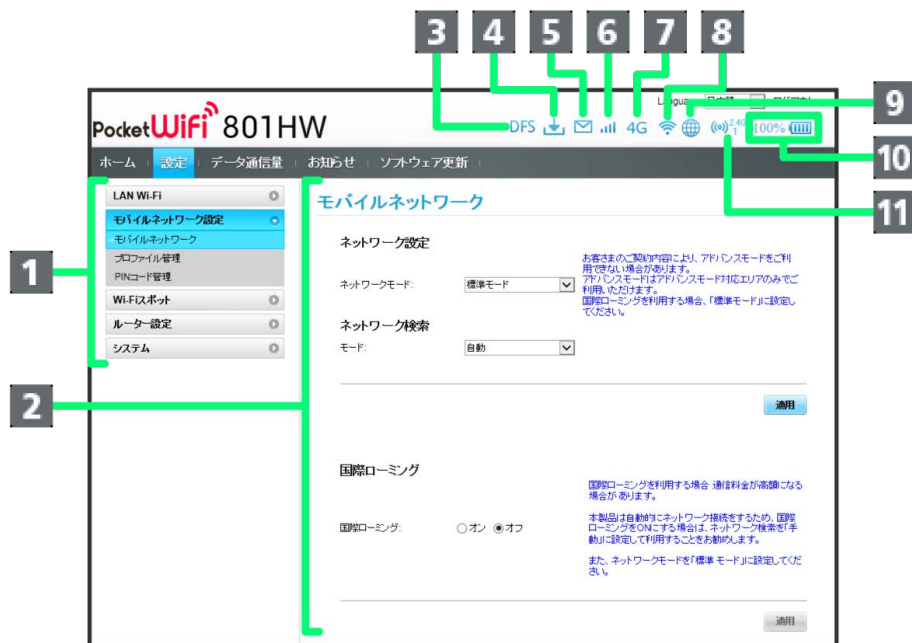 3 4 5 6 7 8
9
10
11
1
2
Language
PocketWiFi 801HW
DFS 4G 2.4G 1 100%
ホーム 設定 データ通信量 お知らせ ソフトウェア更新
LAN Wi-Fi
モバイルネットワーク設定
モバイルネットワーク
プロファイル管理
PINコード管理
Wi-Fiスポット
ルーター設定
システム
モバイルネットワーク
ネットワーク設定
ネットワークモード:
標準モード
お客さまのご契約内容により、アドバンスモードをご利
用できない場合があります。
アドバンスモードはアドバンスモード対応エリアのみでご
利用いただけます。
国際ローミングを利用する場合、「標準モード」に設定し
てください。
ネットワーク検索
モード:
自動
適用
国際ローミング
国際ローミング:
オン オフ
国際ローミングを利用する場合 通信料金が高額になる
場合があります。
本製品は自動的にネットワーク接続をするため、国際
ローミングをONにする場合は、ネットワーク検索を「手
動」に設定して利用することをお勧めします。
また、ネットワークモードを「標準 モード」に設定してくだ
さい。
適用